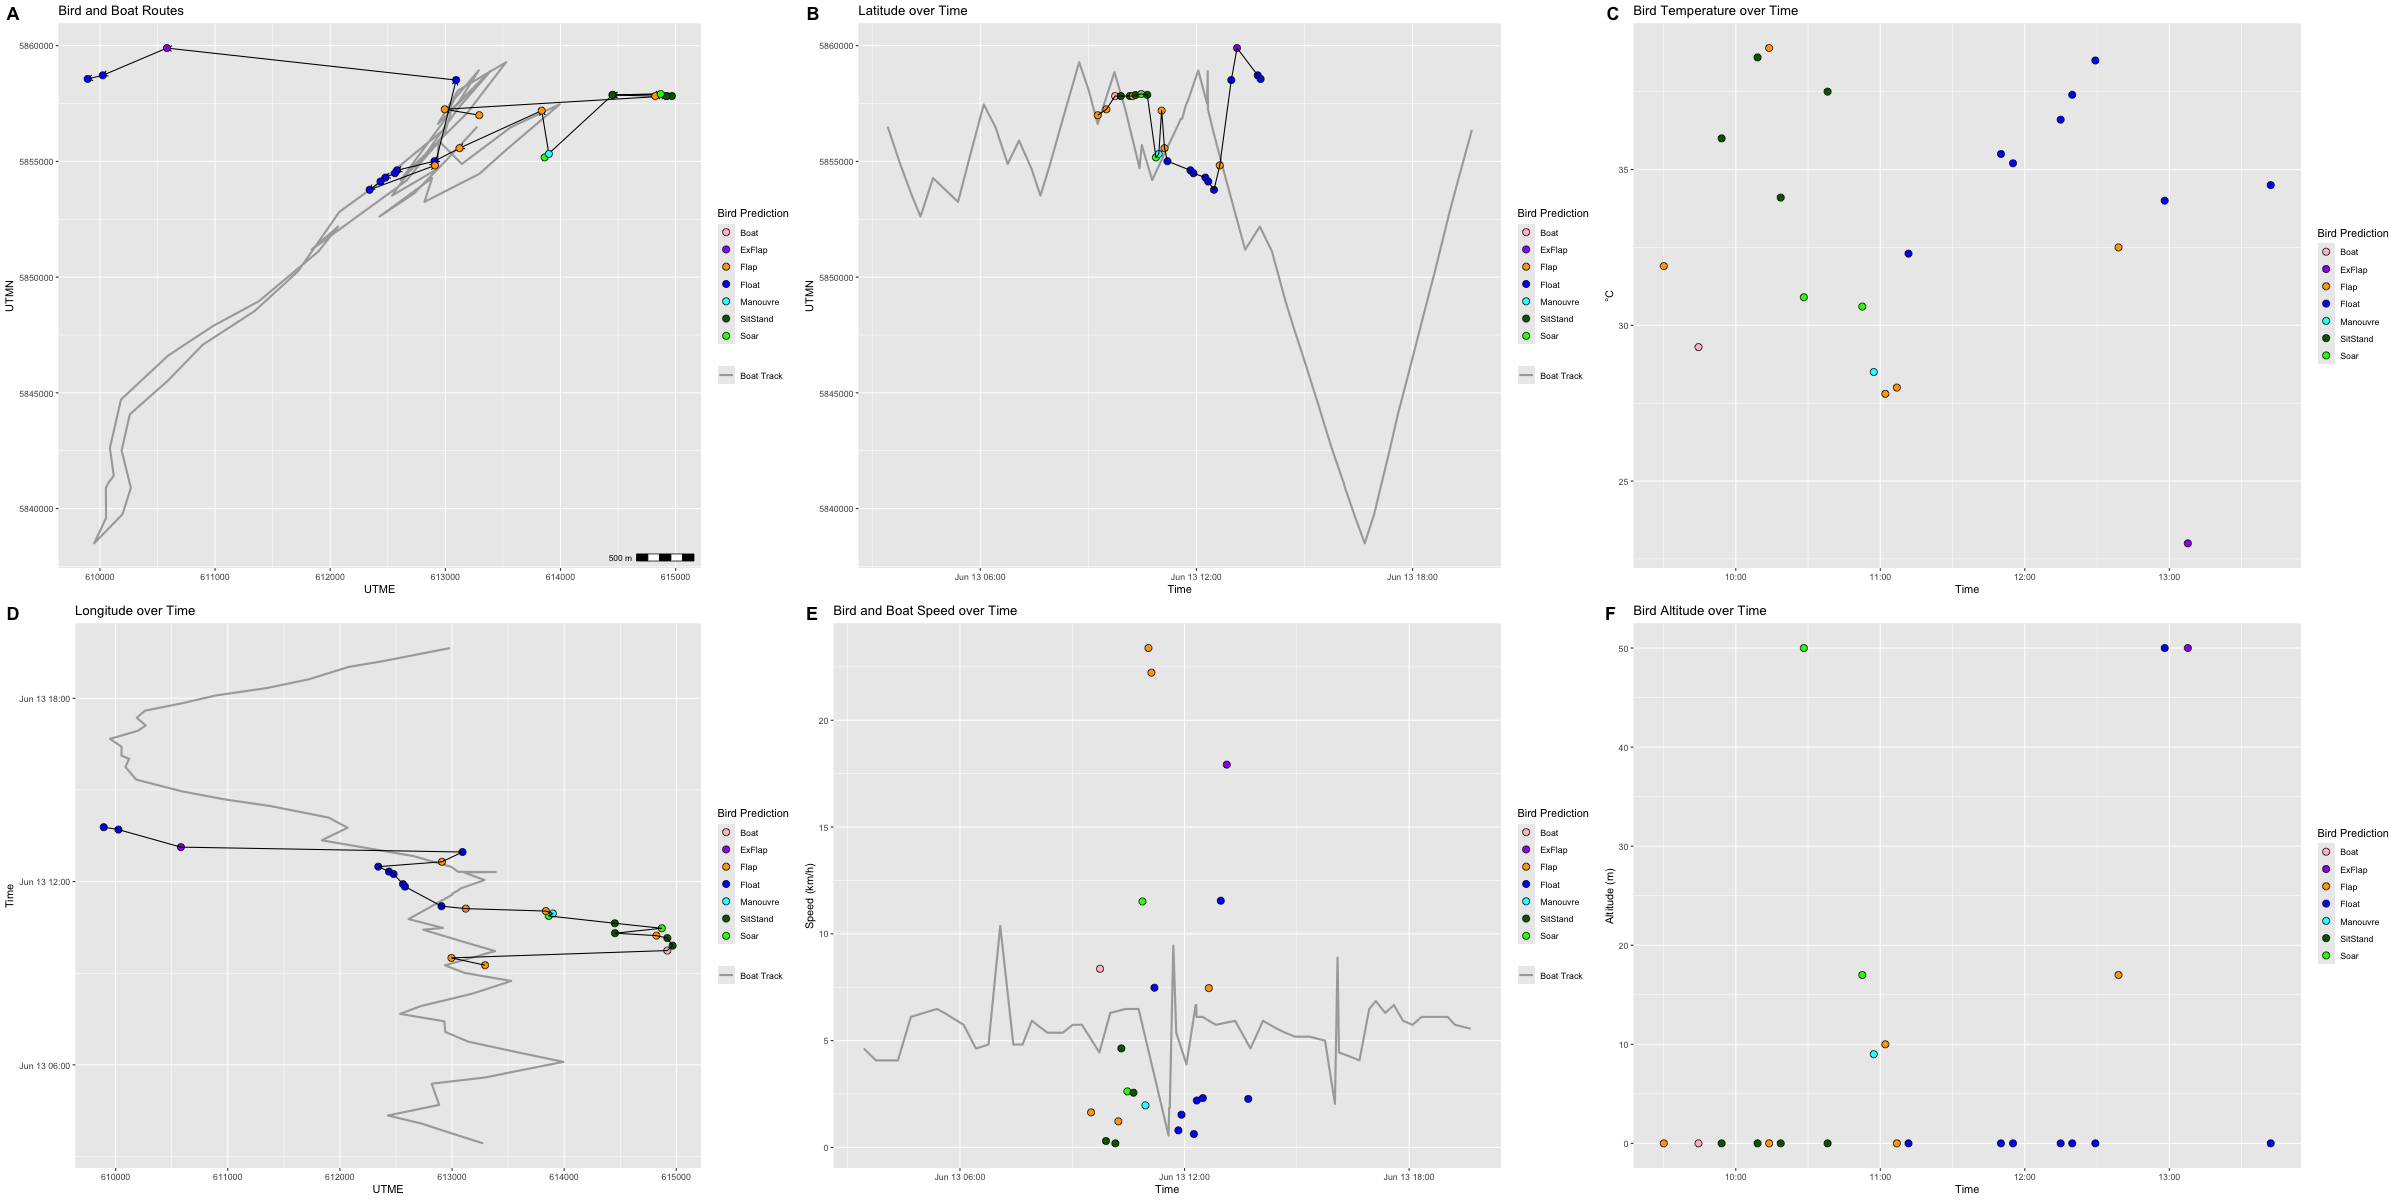 A Bird and Boat Routes
5860000
5855000
5850000
5845000
5840000
UTMN
610000 611000 612000 613000 614000 615000
UTME
500 m
Bird Prediction
Boat
ExFlap
Flap
Float
Manouvre
SitStand
Soar
Boat Track
B Latitude over Time
5860000
5855000
5850000
5845000
5840000
UTMN
Jun 13 06:00 Jun 13 12:00 Jun 13 18:00
Time
Bird Prediction
Boat
ExFlap
Flap
Float
Manouvre
SitStand
Soar
Boat Track
C Bird Temperature over Time
35
30
25
°C
10:00 11:00 12:00 13:00
Time
Bird Prediction
Boat
ExFlap
Flap
Float
Manouvre
SitStand
Soar
D Longitude over Time
Jun 13 18:00
Jun 13 12:00
Jun 13 06:00
Time
610000 611000 612000 613000 614000 615000
UTME
Bird Prediction
Boat
ExFlap
Flap
Float
Manouvre
SitStand
Soar
Boat Track
E Bird and Boat Speed over Time
20
15
10
5
0
Speed (km/h)
Jun 13 06:00 Jun 13 12:00 Jun 13 18:00
Time
Bird Prediction
Boat
ExFlap
Flap
Float
Manouvre
SitStand
Soar
Boat Track
F Bird Altitude over Time
50
40
30
20
10
0
Altitude (m)
10:00 11:00 12:00 13:00
Time
Bird Prediction
Boat
ExFlap
Flap
Float
Manouvre
SitStand
Soar